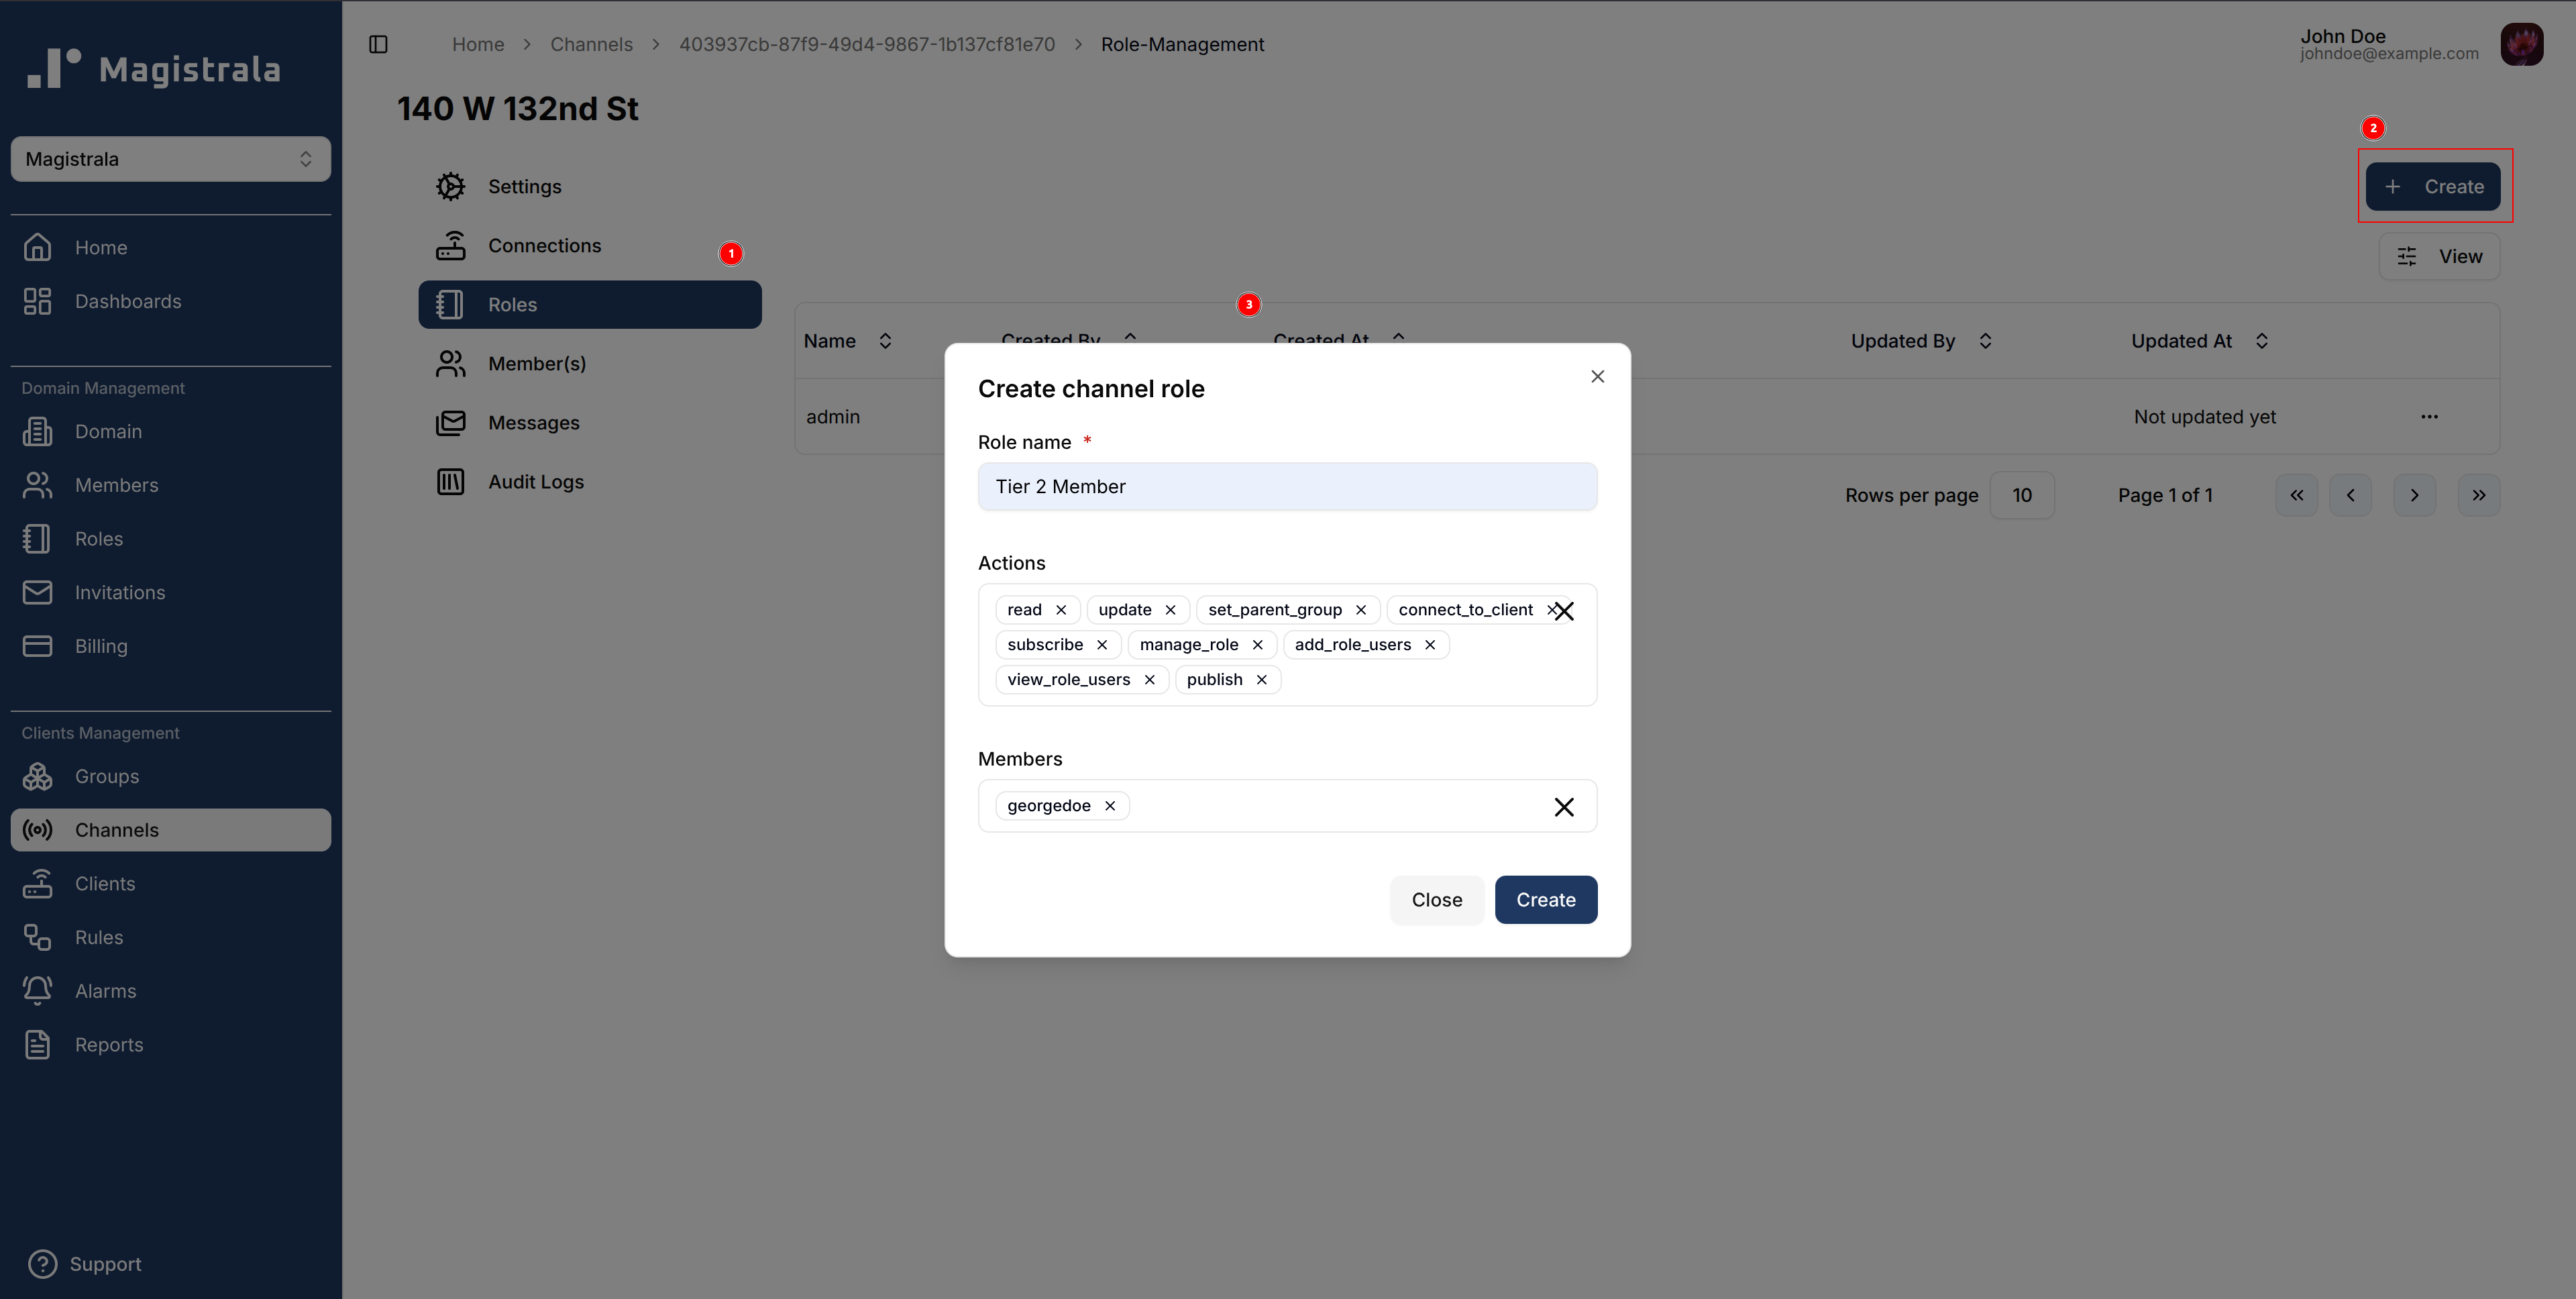 Magistrala
Magistrala
Home
Dashboards
Domain Management
Domain
Members
Roles
Invitations
Billing
Clients Management
Groups
Channels
Clients
Rules
Alarms
Reports
Support
Home > Channels > 403937cb-87f9-49d4-9867-1b137cf81e70 > Role-Management
John Doe
johndoe@example.com
140 W 132nd St
Settings
Connections
Roles
Member(s)
Messages
Audit Logs
1
2
+ Create
View
3
Name Created By Created At Updated By Updated At
admin Not updated yet ...
Rows per page 10 Page 1 of 1
Create channel role
Role name *
Tier 2 Member
Actions
read update set_parent_group connect_to_client
subscribe manage_role add_role_users
view_role_users publish
Members
georgedoe
Close Create